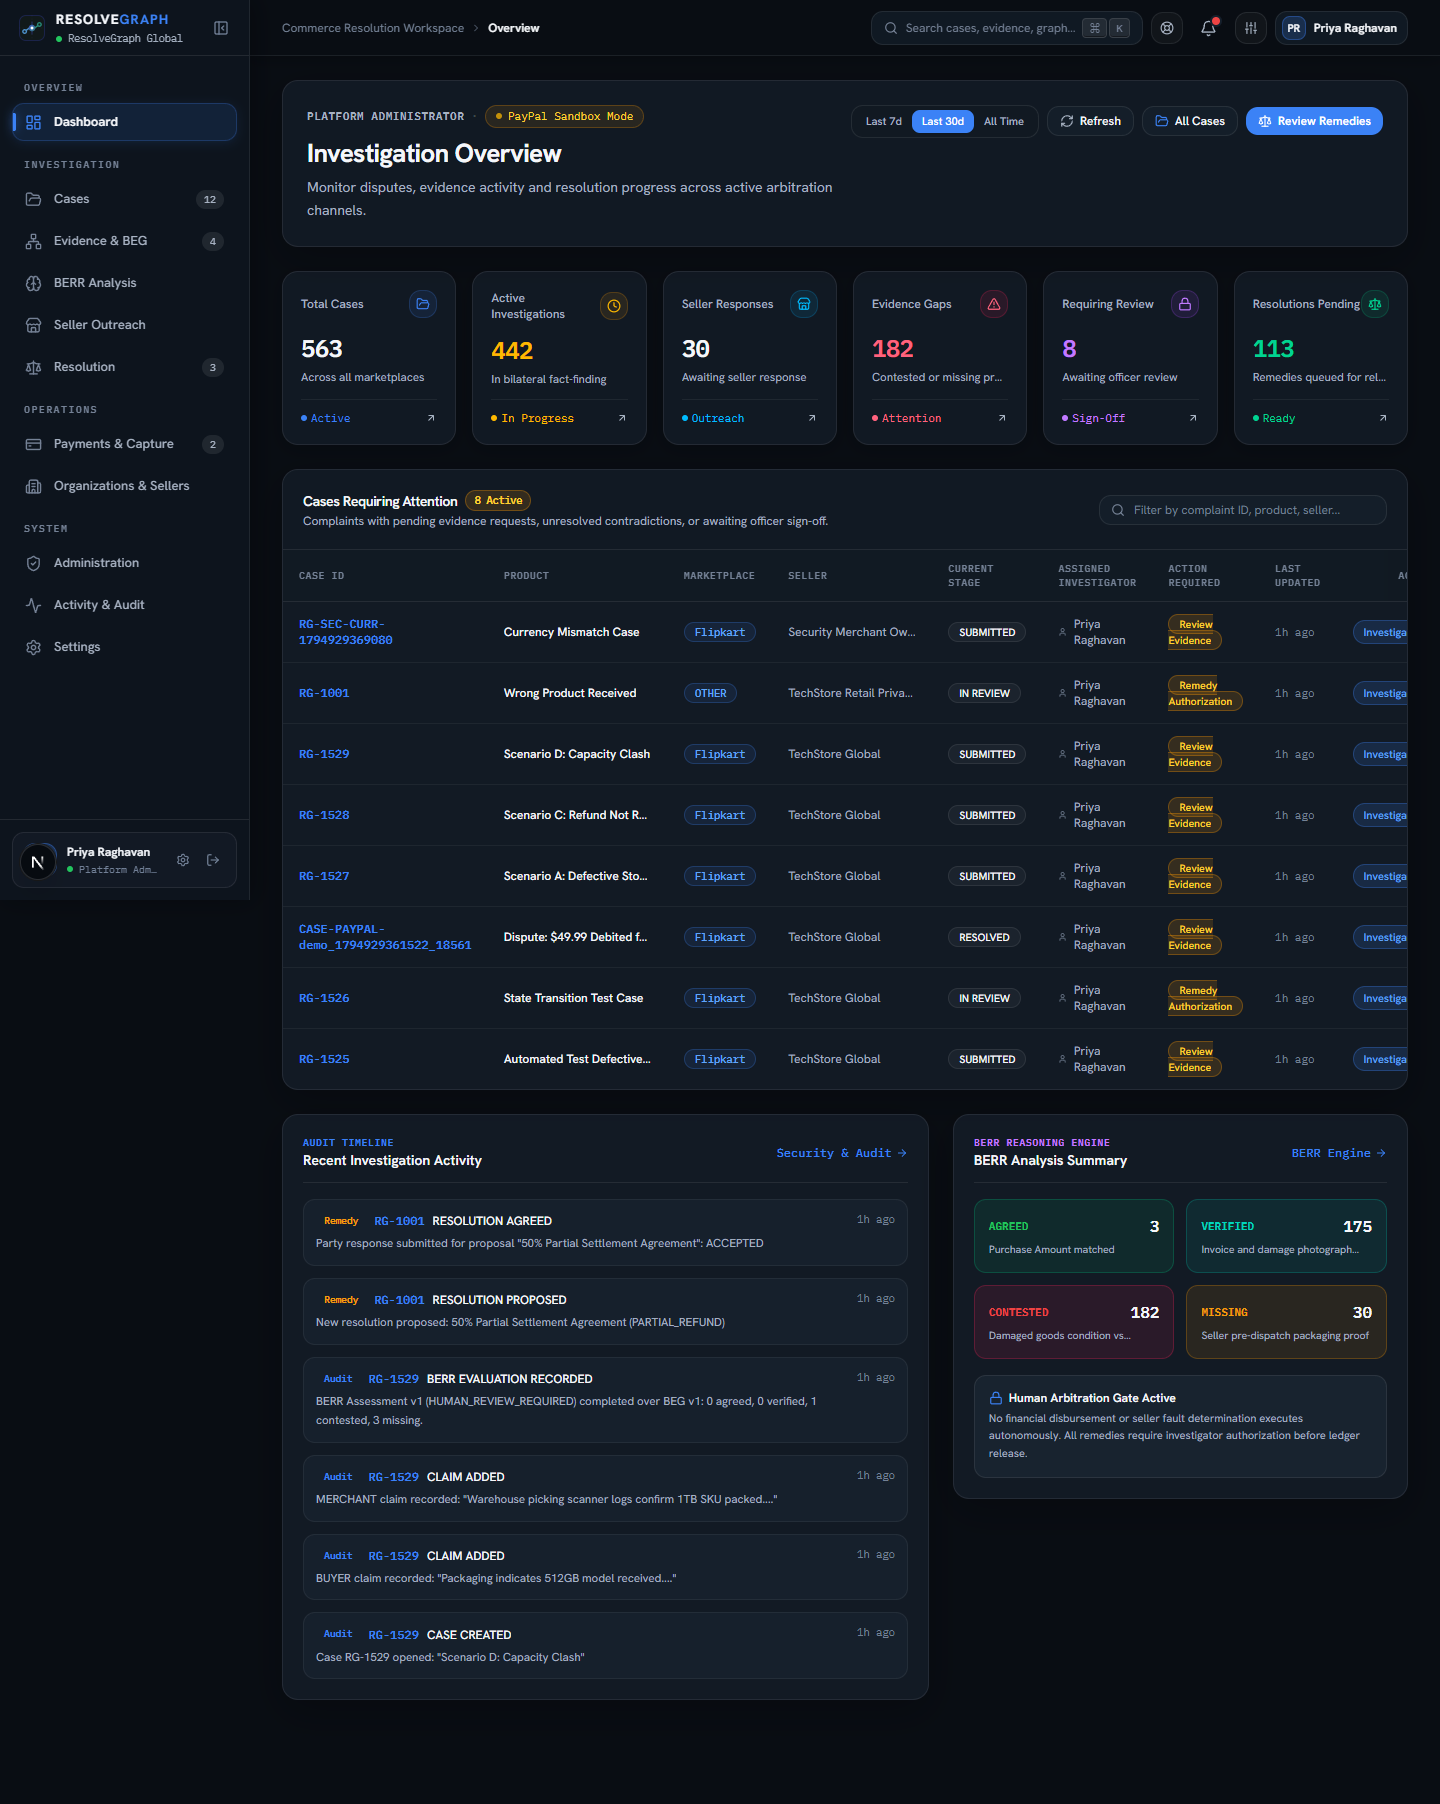 RESOLVEGRAPH
ResolveGraph Global
Commerce Resolution Workspace > Overview
Search cases, evidence, graph... ⌘ K
PR Priya Raghavan
OVERVIEW
Dashboard
INVESTIGATION
Cases 12
Evidence & BEG 4
BERR Analysis
Seller Outreach
Resolution 3
OPERATIONS
Payments & Capture 2
Organizations & Sellers
SYSTEM
Administration
Activity & Audit
Settings
N Priya Raghavan
Platform Adm…
PLATFORM ADMINISTRATOR · PayPal Sandbox Mode
Last 7d Last 30d All Time Refresh All Cases Review Remedies
Investigation Overview
Monitor disputes, evidence activity and resolution progress across active arbitration
channels.
Total Cases
563
Across all marketplaces
Active
Active
Investigations
442
In bilateral fact-finding
In Progress
Seller Responses
30
Awaiting seller response
Outreach
Evidence Gaps
182
Contested or missing pr...
Attention
Requiring Review
8
Awaiting officer review
Sign-Off
Resolutions Pending
113
Remedies queued for rel...
Ready
Cases Requiring Attention 8 Active
Complaints with pending evidence requests, unresolved contradictions, or awaiting officer sign-off.
Filter by complaint ID, product, seller...
CASE ID PRODUCT MARKETPLACE SELLER CURRENT STAGE ASSIGNED INVESTIGATOR ACTION REQUIRED LAST UPDATED
RG-SEC-CURR-1794929369080 Currency Mismatch Case Flipkart Security Merchant Ow... SUBMITTED Priya Raghavan Review Evidence 1h ago Investiga
RG-1001 Wrong Product Received OTHER TechStore Retail Priva... IN REVIEW Priya Raghavan Remedy Authorization 1h ago Investiga
RG-1529 Scenario D: Capacity Clash Flipkart TechStore Global SUBMITTED Priya Raghavan Review Evidence 1h ago Investiga
RG-1528 Scenario C: Refund Not R... Flipkart TechStore Global SUBMITTED Priya Raghavan Review Evidence 1h ago Investiga
RG-1527 Scenario A: Defective Sto... Flipkart TechStore Global SUBMITTED Priya Raghavan Review Evidence 1h ago Investiga
CASE-PAYPAL-demo_1794929361522_18561 Dispute: $49.99 Debited f... Flipkart TechStore Global RESOLVED Priya Raghavan Review Evidence 1h ago Investiga
RG-1526 State Transition Test Case Flipkart TechStore Global IN REVIEW Priya Raghavan Remedy Authorization 1h ago Investiga
RG-1525 Automated Test Defective... Flipkart TechStore Global SUBMITTED Priya Raghavan Review Evidence 1h ago Investiga
AUDIT TIMELINE
Recent Investigation Activity
Security & Audit →
Remedy RG-1001 RESOLUTION AGREED 1h ago
Party response submitted for proposal "50% Partial Settlement Agreement": ACCEPTED
Remedy RG-1001 RESOLUTION PROPOSED 1h ago
New resolution proposed: 50% Partial Settlement Agreement (PARTIAL_REFUND)
Audit RG-1529 BERR EVALUATION RECORDED 1h ago
BERR Assessment v1 (HUMAN_REVIEW_REQUIRED) completed over BEG v1: 0 agreed, 0 verified, 1
contested, 3 missing.
Audit RG-1529 CLAIM ADDED 1h ago
MERCHANT claim recorded: "Warehouse picking scanner logs confirm 1TB SKU packed...."
Audit RG-1529 CLAIM ADDED 1h ago
BUYER claim recorded: "Packaging indicates 512GB model received...."
Audit RG-1529 CASE CREATED 1h ago
Case RG-1529 opened: "Scenario D: Capacity Clash"
BERR REASONING ENGINE
BERR Analysis Summary
BERR Engine →
AGREED 3
Purchase Amount matched
VERIFIED 175
Invoice and damage photograph...
CONTESTED 182
Damaged goods condition vs...
MISSING 30
Seller pre-dispatch packaging proof
Human Arbitration Gate Active
No financial disbursement or seller fault determination executes
autonomously. All remedies require investigator authorization before ledger
release.